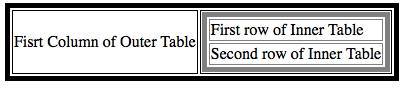 Fisrt Column of Outer Table
First row of Inner Table
Second row of Inner Table